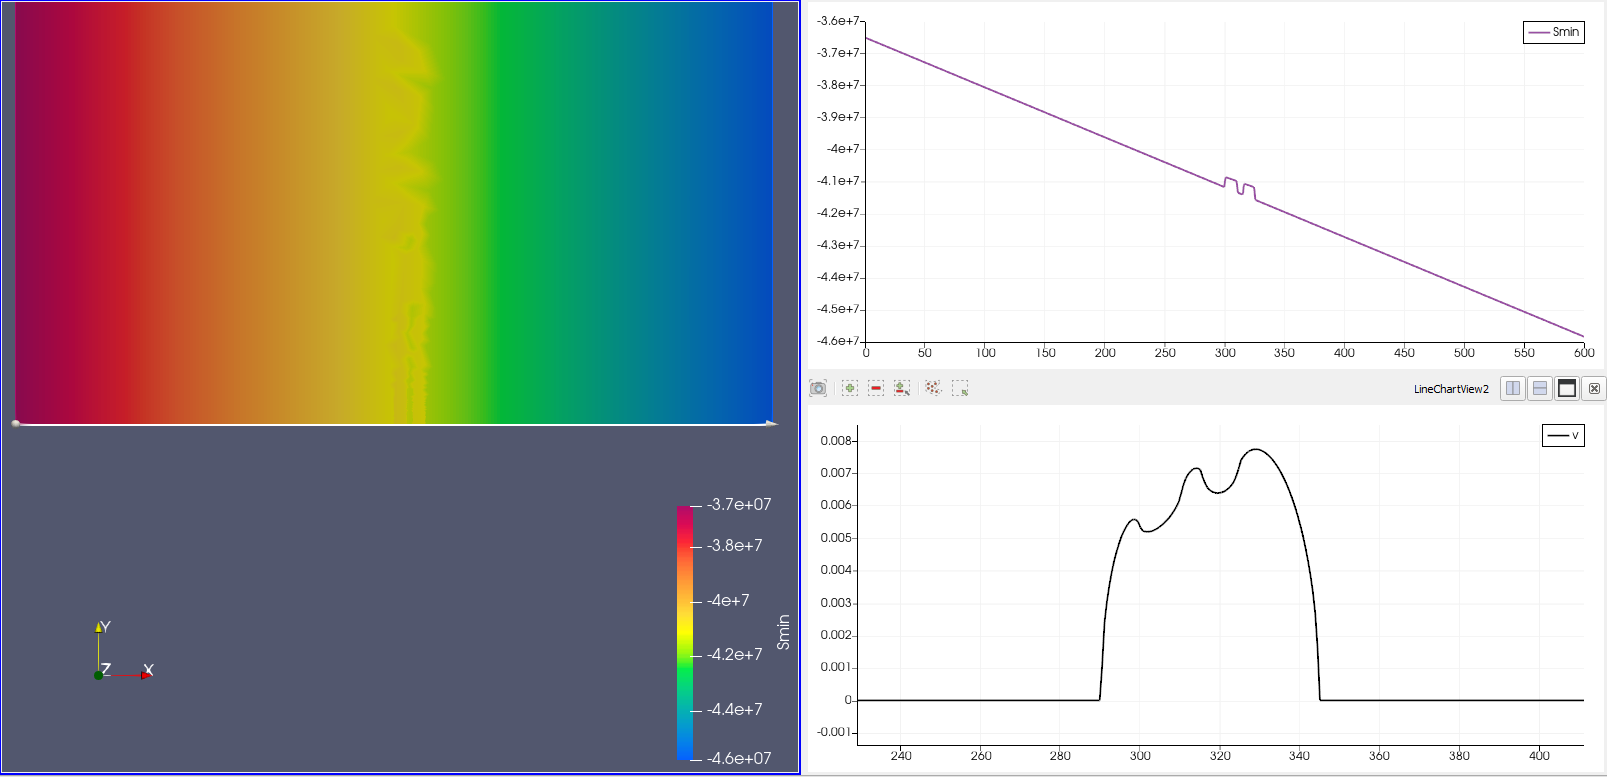 -3.7e+07
-3.8e+7
-4e+7
-4.2e+7
-4.4e+7
-4.6e+07
Smin
Y
Z
X
-3.6e+7
-3.7e+7
-3.8e+7
-3.9e+7
-4e+7
-4.1e+7
-4.2e+7
-4.3e+7
-4.4e+7
-4.5e+7
-4.6e+7
0 50 100 150 200 250 300 350 400 450 500 550 600
Smin
LineChartView2
0.008
0.007
0.006
0.005
0.004
0.003
0.002
0.001
0
-0.001
240 260 280 300 320 340 360 380 400
v